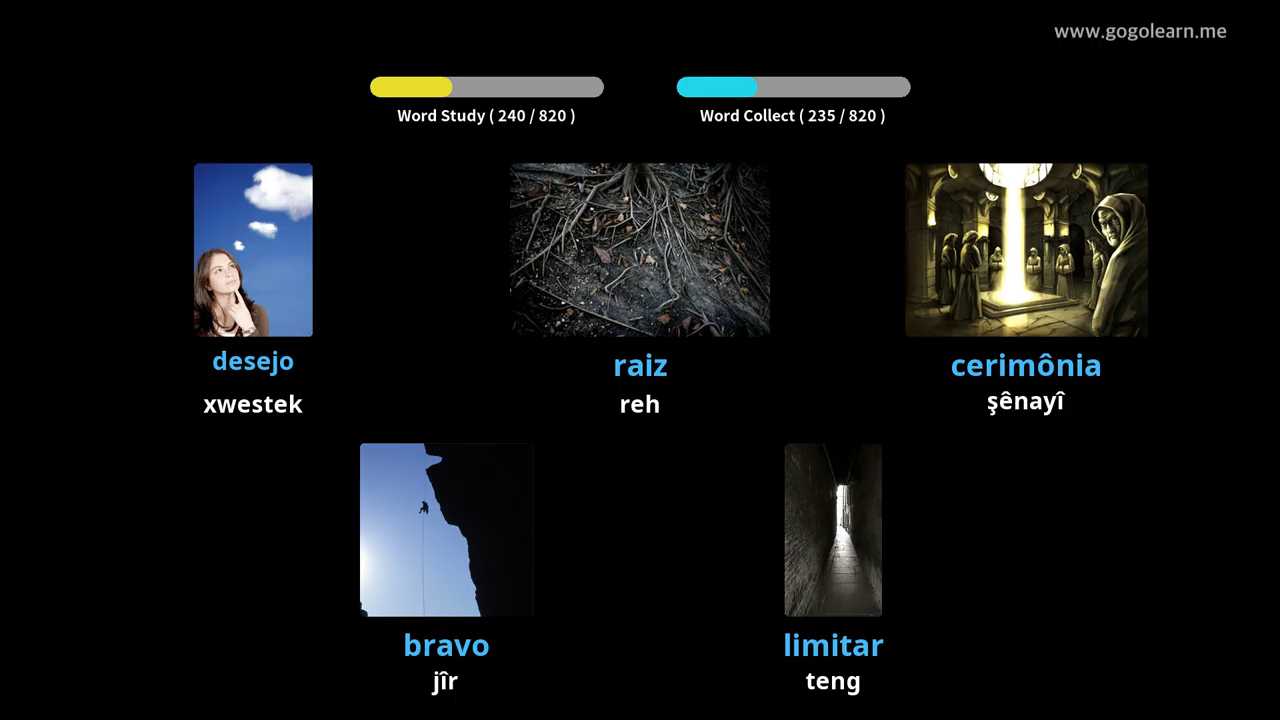 www.gogolearn.me
Word Study ( 240 / 820 )
Word Collect ( 235 / 820 )
desejo
xwestek
raiz
reh
cerimônia
şênayî
bravo
jîr
limitar
teng